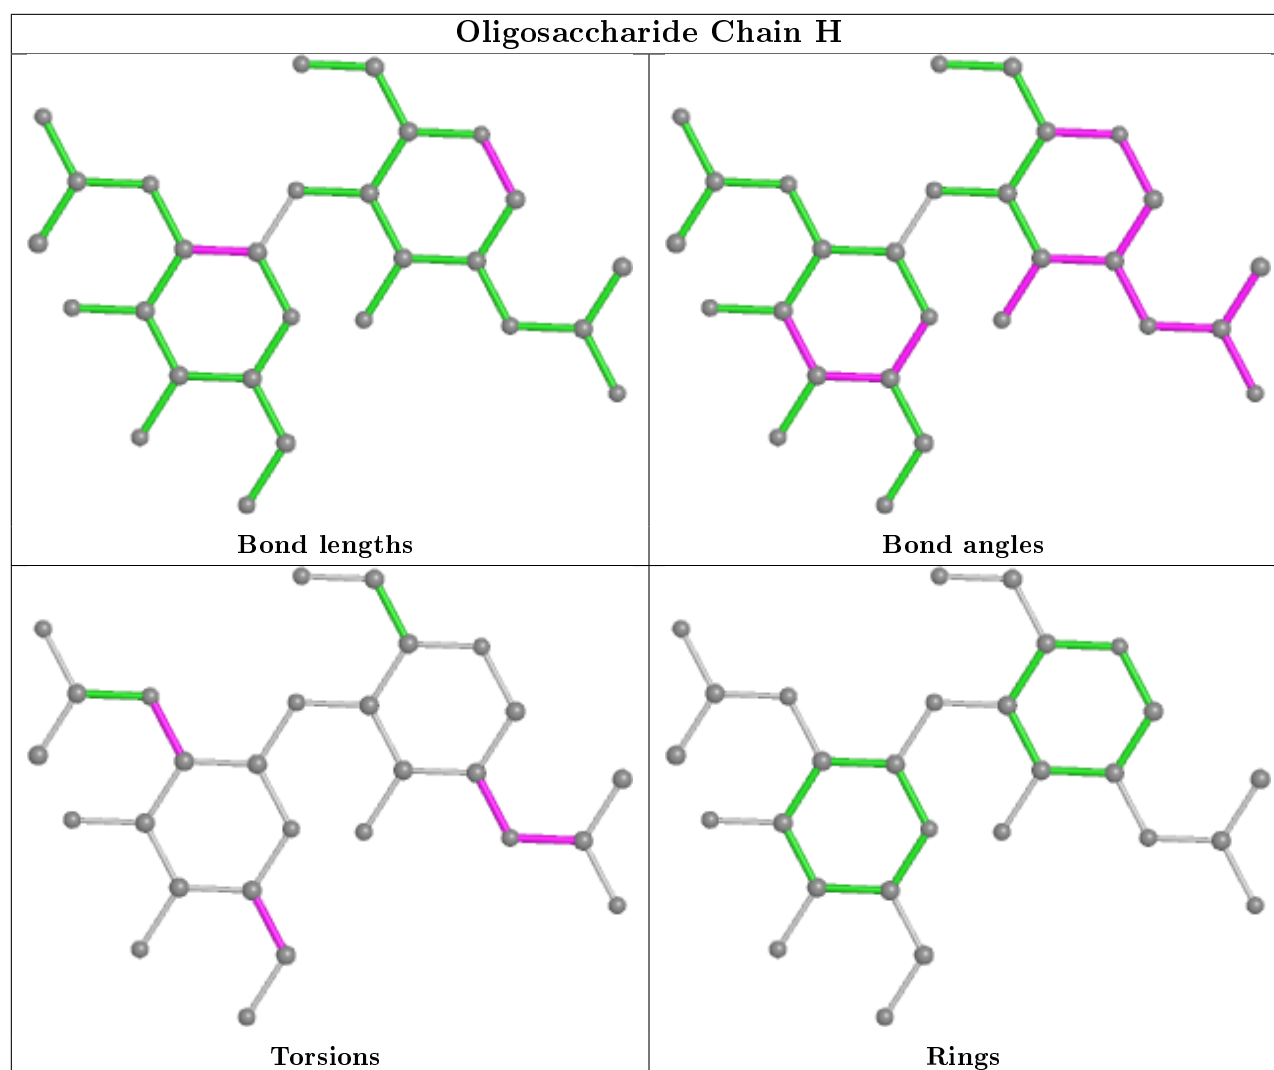 Oligosaccharide Chain H
Bond lengths
Bond angles
Torsions
Rings